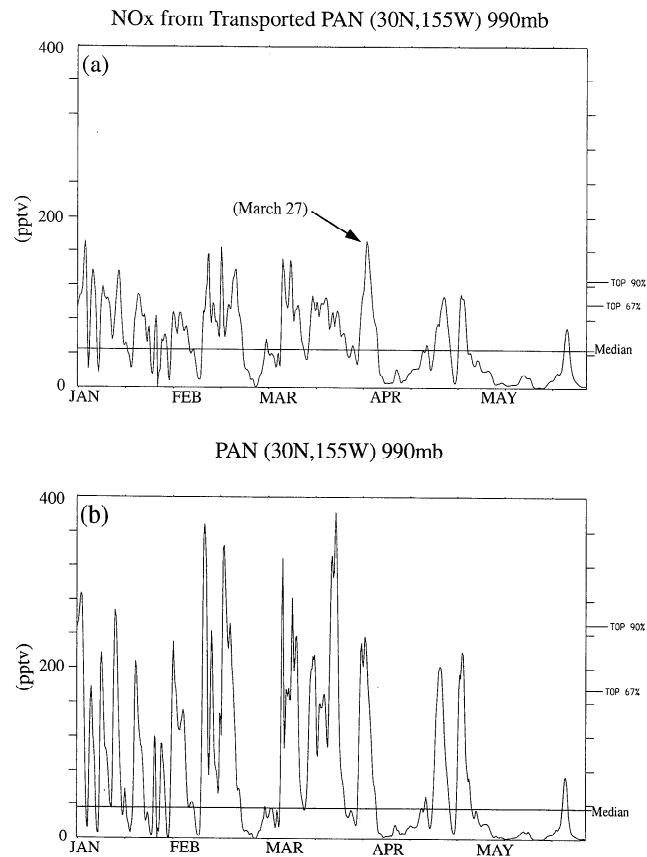 NOx from Transported PAN (30N,155W) 990mb
400
(a)
(March 27)
200
(pptv)
TOP 90%
TOP 67%
Median
0
JAN FEB MAR APR MAY
PAN (30N,155W) 990mb
400
(b)
TOP 90%
200
(pptv)
TOP 67%
Median
0
JAN FEB MAR APR MAY